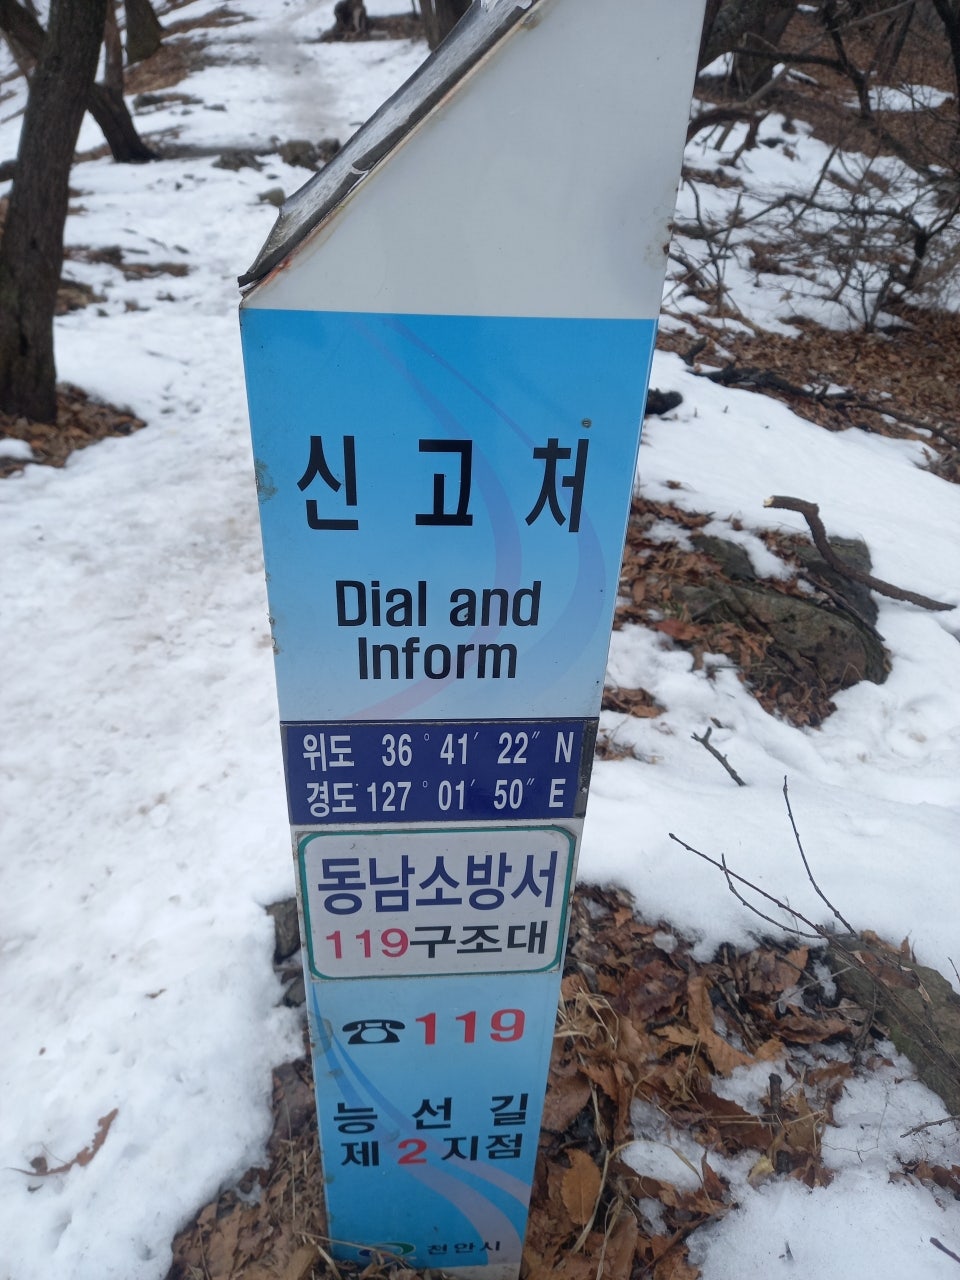 신고처
Dial and
Inform
위도 36° 41′ 22″ N
경도 127° 01′ 50″ E
동남소방서
119구조대
☎119
능선길
제2지점
천안시